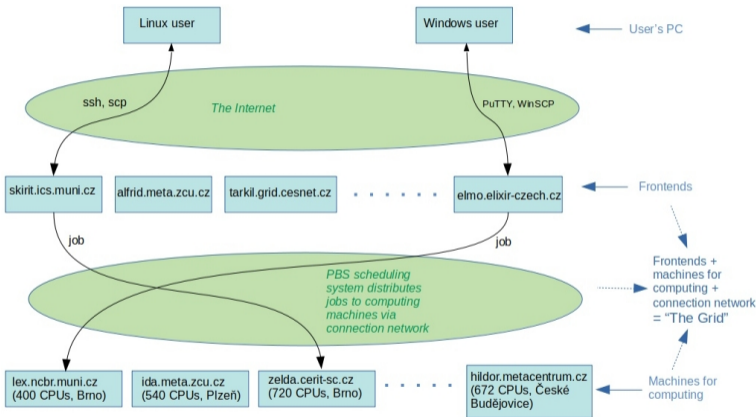 Linux user
Windows user
User's PC
ssh, scp
The Internet
PuTTY, WinSCP
skirit.ics.muni.cz
alfrid.meta.zcu.cz
tarkil.grid.cesnet.cz
elmo.elixir-czech.cz
Frontends
job
job
PBS scheduling
system distributes
jobs to computing
machines via
connection network
Frontends +
machines for
computing +
connection network
= “The Grid”
lex.ncbr.muni.cz
(400 CPUs, Brno)
ida.meta.zcu.cz
(540 CPUs, Plzeň)
zelda.cerit-sc.cz
(720 CPUs, Brno)
hildor.metacentrum.cz
(672 CPUs, České
Budějovice)
Machines for
computing